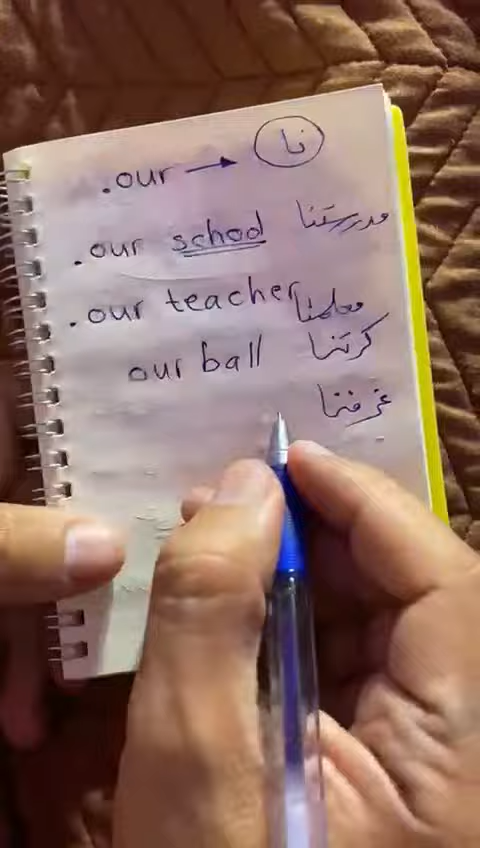 .our → نا
.our school مدرستنا
.our teacher معلمنا
our ball كرتنا
غرفتنا